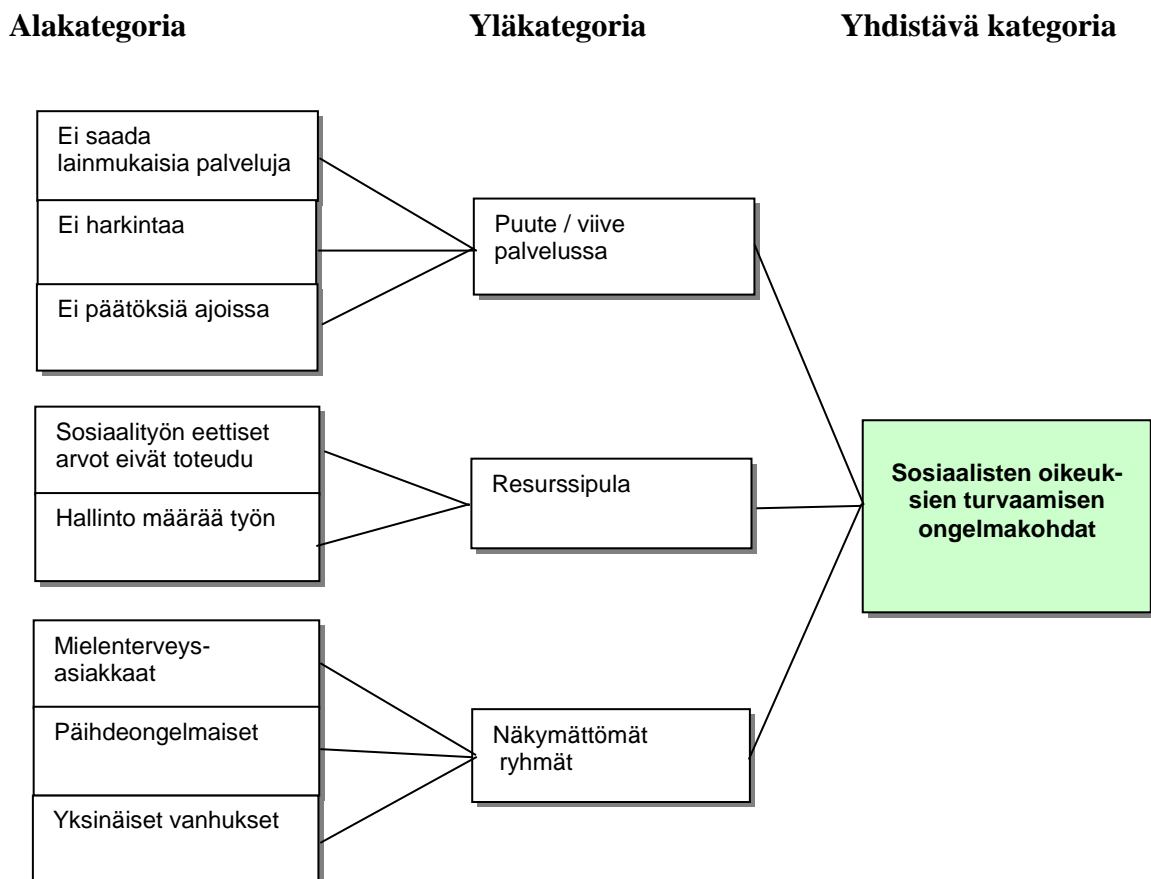 Alakategoria
Yläkategoria
Yhdistävä kategoria
Ei saada
lainmukaisia palveluja
Ei harkintaa
Ei päätöksiä ajoissa
Puute / viive
palvelussa
Sosiaalityön eettiset
arvot eivät toteudu
Hallinto määrää työn
Resurssipula
Sosiaalisten oikeuk-
sien turvaamisen
ongelmakohdat
Mielenterveys-
asiakkaat
Päihdeongelmaiset
Yksinäiset vanhukset
Näkymättömät
ryhmät